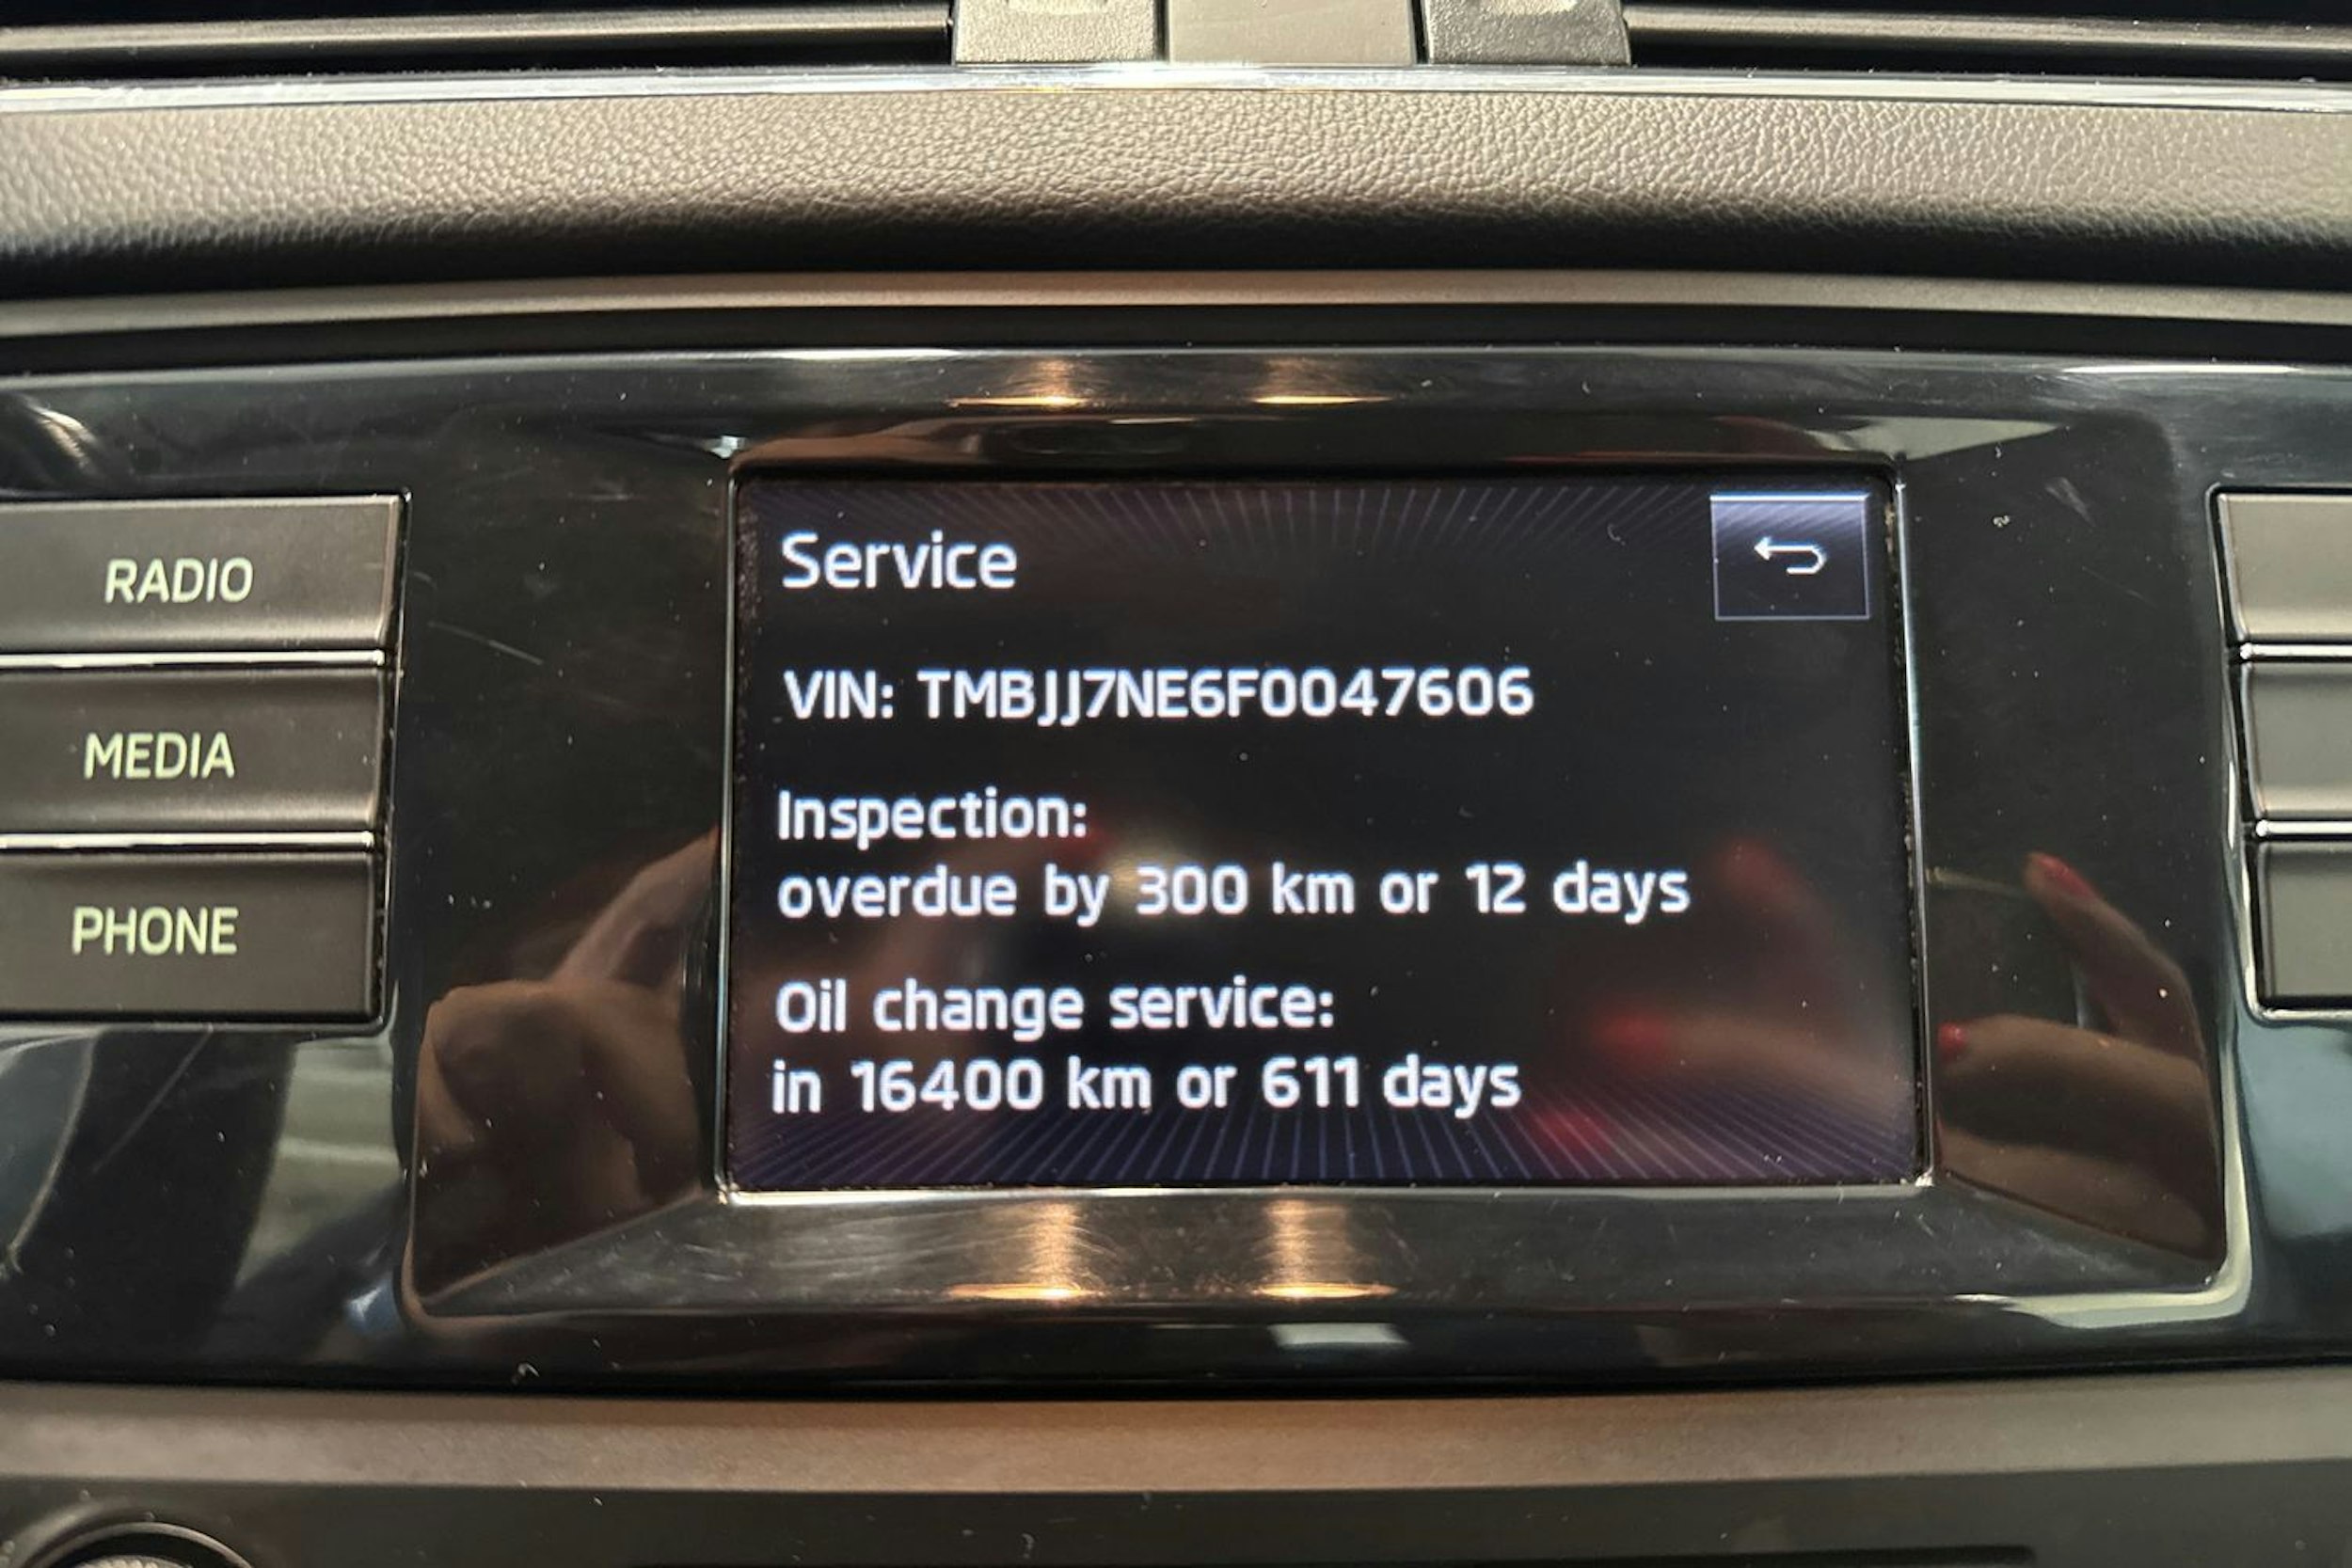 Service
VIN: TMBJJ7NE6F0047606
Inspection:
overdue by 300 km or 12 days
Oil change service:
in 16400 km or 611 days
RADIO
MEDIA
PHONE